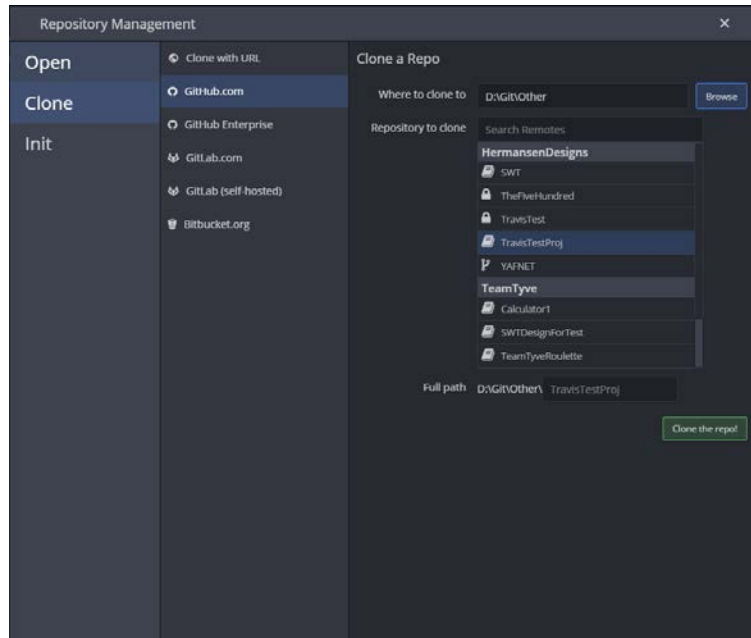 Repository Management
Open
Clone
Init
Clone with URL
GitHub.com
GitHub Enterprise
GitLab.com
GitLab (self-hosted)
Bitbucket.org
Clone a Repo
Where to clone to D:\Git\Other Browse
Repository to clone Search Remotes
HermansenDesigns
SWT
TheFiveHundred
TravisTest
TravisTestProj
YAFNET
TeamTyve
Calculator1
SWTDesignForTest
TeamTyveRoulette
Full path D:\Git\Other\ TravisTestProj
Clone the repo!